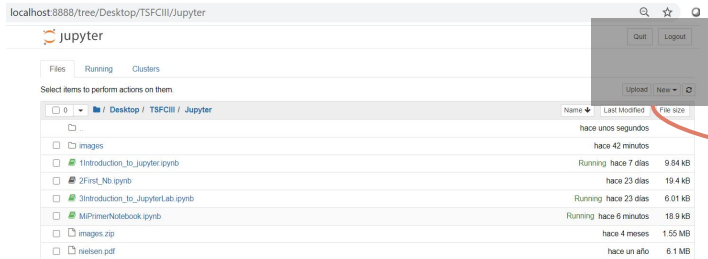 localhost:8888/tree/Desktop/TSFCIII/Jupyter
jupyter
Quit Logout
Files Running Clusters
Select items to perform actions on them.
Upload New
0 / Desktop / TSFCIII / Jupyter Name Last Modified File size
.. hace unos segundos
images hace 42 minutos
1Introduction_to_jupyter.ipynb Running hace 7 días 9.84 kB
2First_Nb.ipynb hace 23 días 19.4 kB
3Introduction_to_JupyterLab.ipynb Running hace 23 días 6.01 kB
MiPrimerNotebook.ipynb Running hace 6 minutos 18.9 kB
images.zip hace 4 meses 1.55 MB
nielsen.pdf hace un año 6.1 MB